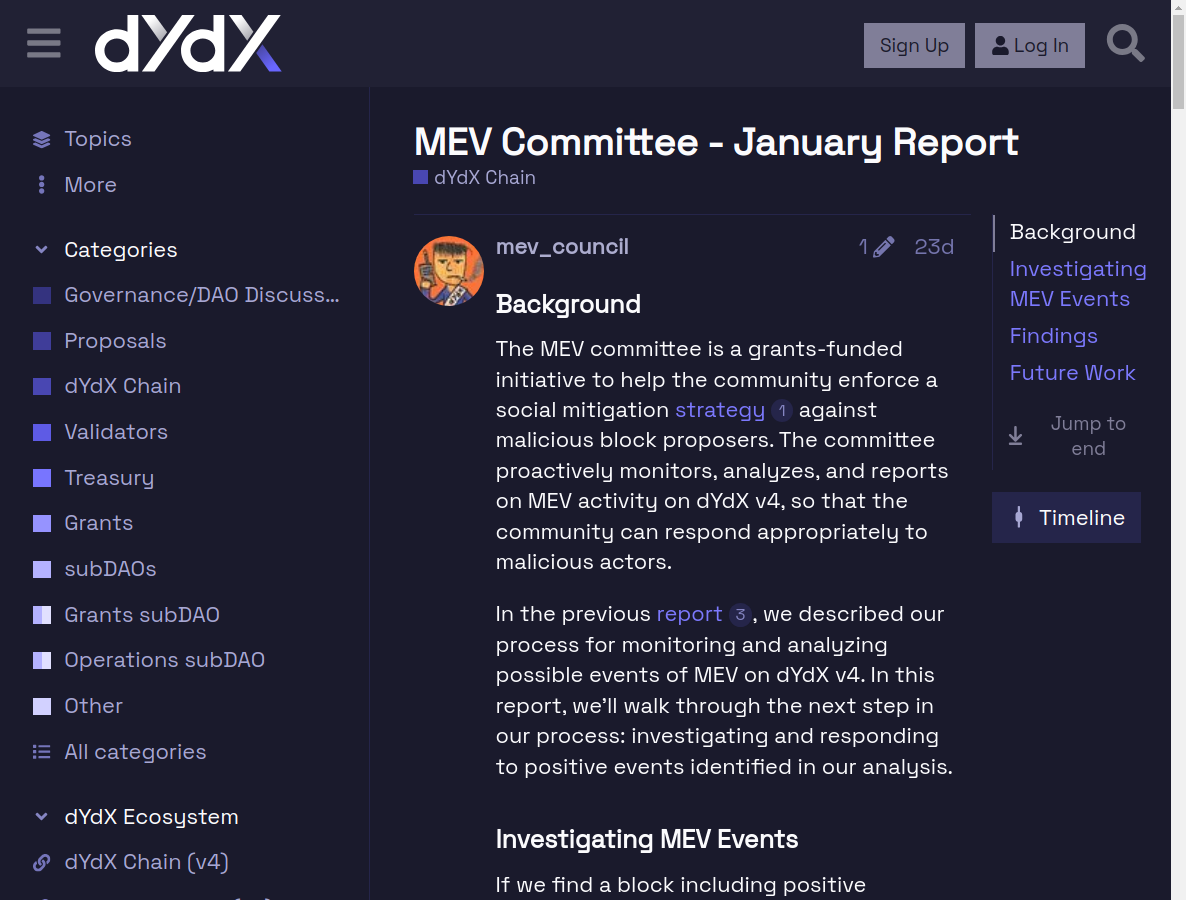 dYdX
Sign Up
Log In
Topics
More
Categories
Governance/DAO Discuss...
Proposals
dYdX Chain
Validators
Treasury
Grants
subDAOs
Grants subDAO
Operations subDAO
Other
All categories
dYdX Ecosystem
dYdX Chain (v4)
MEV Committee - January Report
dYdX Chain
mev_council
1
23d
Background
The MEV committee is a grants-funded
initiative to help the community enforce a
social mitigation strategy 1 against
malicious block proposers. The committee
proactively monitors, analyzes, and reports
on MEV activity on dYdX v4, so that the
community can respond appropriately to
malicious actors.
In the previous report 3, we described our
process for monitoring and analyzing
possible events of MEV on dYdX v4. In this
report, we’ll walk through the next step in
our process: investigating and responding
to positive events identified in our analysis.
Investigating MEV Events
If we find a block including positive
Background
Investigating
MEV Events
Findings
Future Work
Jump to
end
Timeline